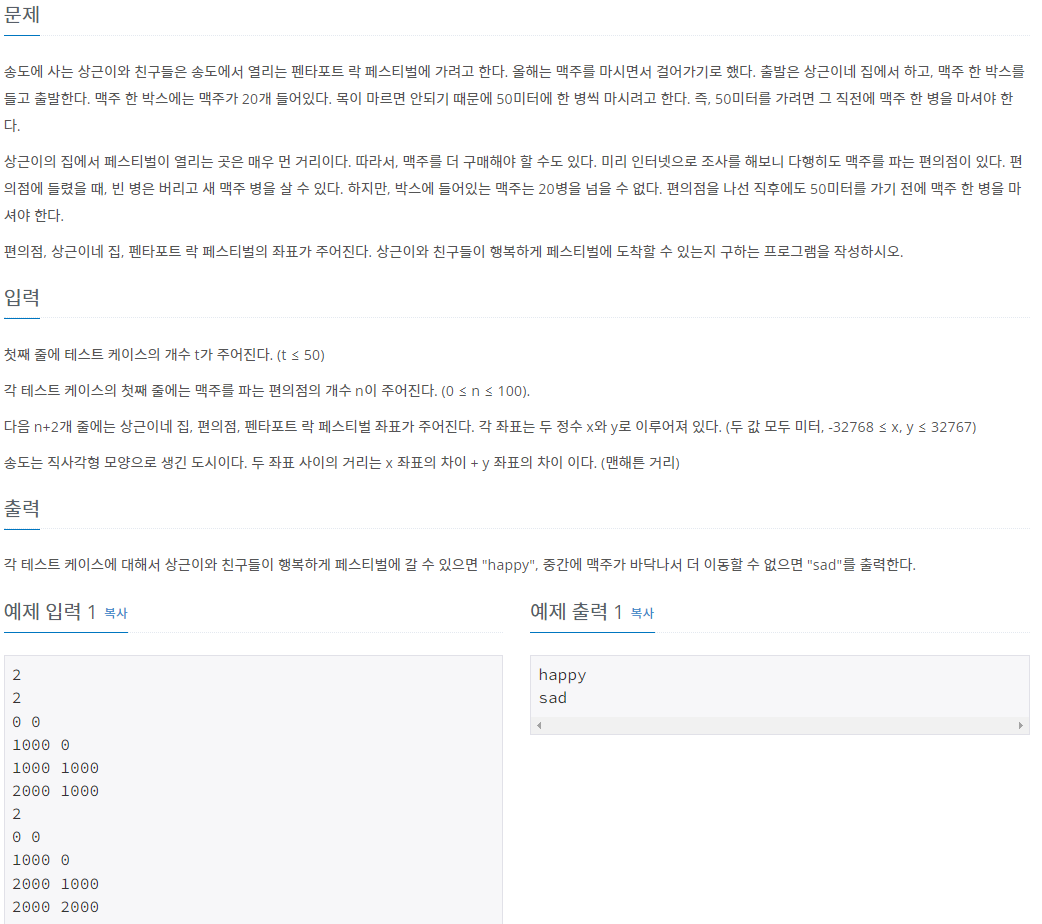 문제
송도에 사는 상근이와 친구들은 송도에서 열리는 펜타포트 락 페스티벌에 가려고 한다. 올해는 맥주를 마시면서 걸어가기로 했다. 출발은 상근이네 집에서 하고, 맥주 한 박스를
들고 출발한다. 맥주 한 박스에는 맥주가 20개 들어있다. 목이 마르면 안되기 때문에 50미터에 한 병씩 마시려고 한다. 즉, 50미터를 가려면 그 직전에 맥주 한 병을 마셔야 한
다.
상근이의 집에서 페스티벌이 열리는 곳은 매우 먼 거리이다. 따라서, 맥주를 더 구매해야 할 수도 있다. 미리 인터넷으로 조사를 해보니 다행히도 맥주를 파는 편의점이 있다. 편
의점에 들렸을 때, 빈 병은 버리고 새 맥주 병을 살 수 있다. 하지만, 박스에 들어있는 맥주는 20병을 넘을 수 없다. 편의점을 나선 직후에도 50미터를 가기 전에 맥주 한 병을 마
셔야 한다.
편의점, 상근이네 집, 펜타포트 락 페스티벌의 좌표가 주어진다. 상근이와 친구들이 행복하게 페스티벌에 도착할 수 있는지 구하는 프로그램을 작성하시오.
입력
첫째 줄에 테스트 케이스의 개수 t가 주어진다. (t ≤ 50)
각 테스트 케이스의 첫째 줄에는 맥주를 파는 편의점의 개수 n이 주어진다. (0 ≤ n ≤ 100).
다음 n+2개 줄에는 상근이네 집, 편의점, 펜타포트 락 페스티벌 좌표가 주어진다. 각 좌표는 두 정수 x와 y로 이루어져 있다. (두 값 모두 미터, -32768 ≤ x, y ≤ 32767)
송도는 직사각형 모양으로 생긴 도시이다. 두 좌표 사이의 거리는 x 좌표의 차이 + y 좌표의 차이 이다. (맨해튼 거리)
출력
각 테스트 케이스에 대해서 상근이와 친구들이 행복하게 페스티벌에 갈 수 있으면 "happy", 중간에 맥주가 바닥나서 더 이동할 수 없으면 "sad"를 출력한다.
예제 입력 1 복사
2
2
0 0
1000 0
1000 1000
2000 1000
2
0 0
1000 0
2000 1000
2000 2000
예제 출력 1 복사
happy
sad